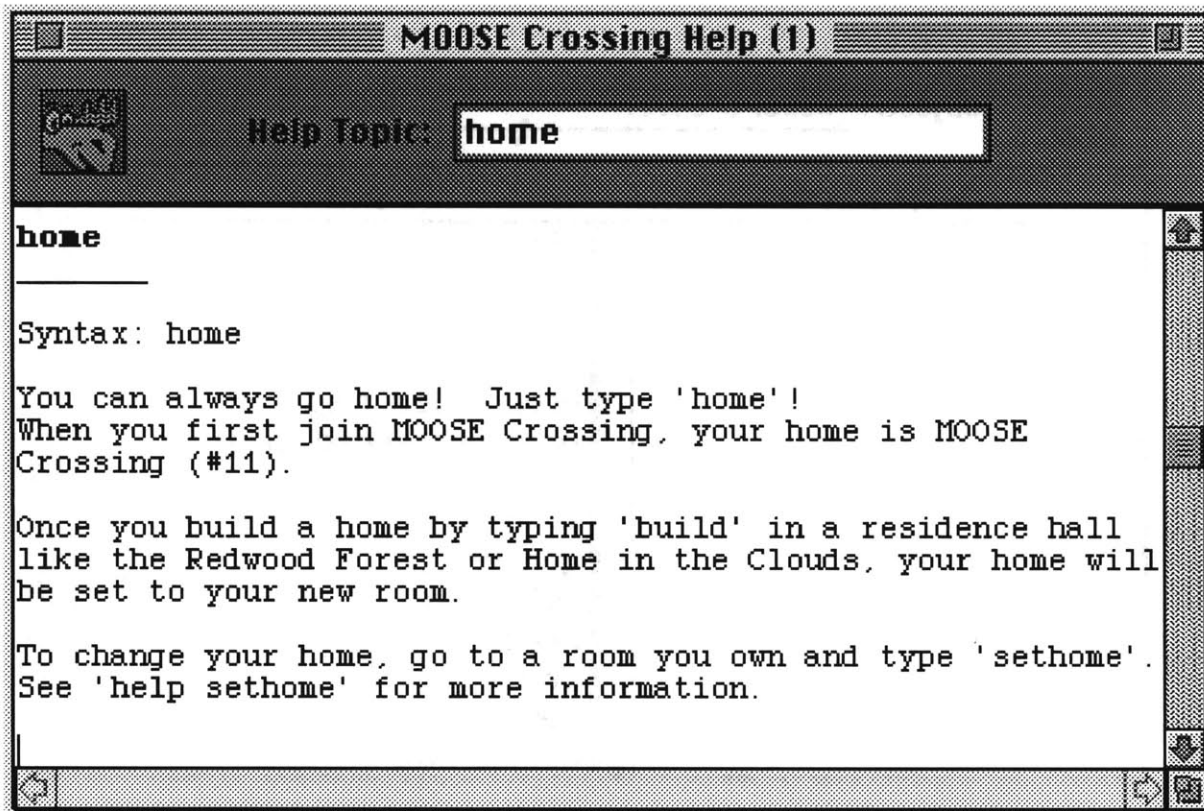 MOOSE Crossing Help (1)
Help Topic: home
home
Syntax: home
You can always go home!  Just type 'home'!
When you first join MOOSE Crossing, your home is MOOSE
Crossing (#11).
Once you build a home by typing 'build' in a residence hall
like the Redwood Forest or Home in the Clouds, your home will
be set to your new room.
To change your home, go to a room you own and type 'sethome'.
See 'help sethome' for more information.